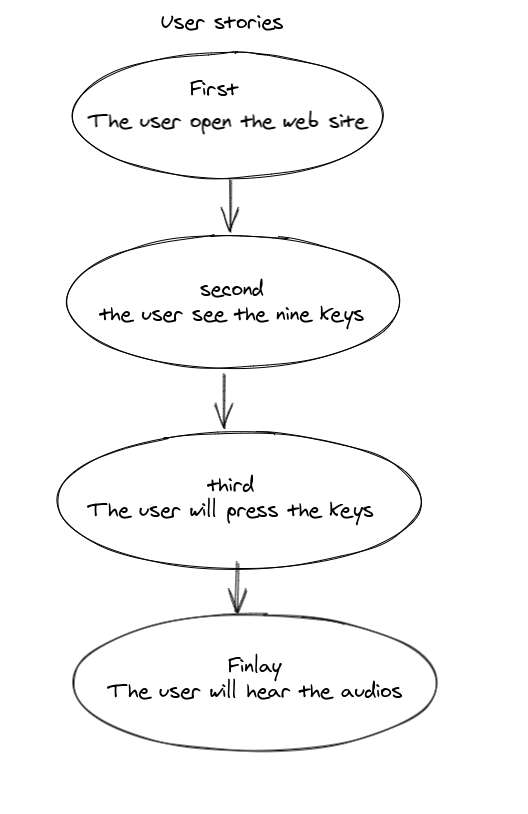 User stories
First
The user open the web site
second
the user see the nine keys
third
The user will press the keys
Finlay
The user will hear the audios